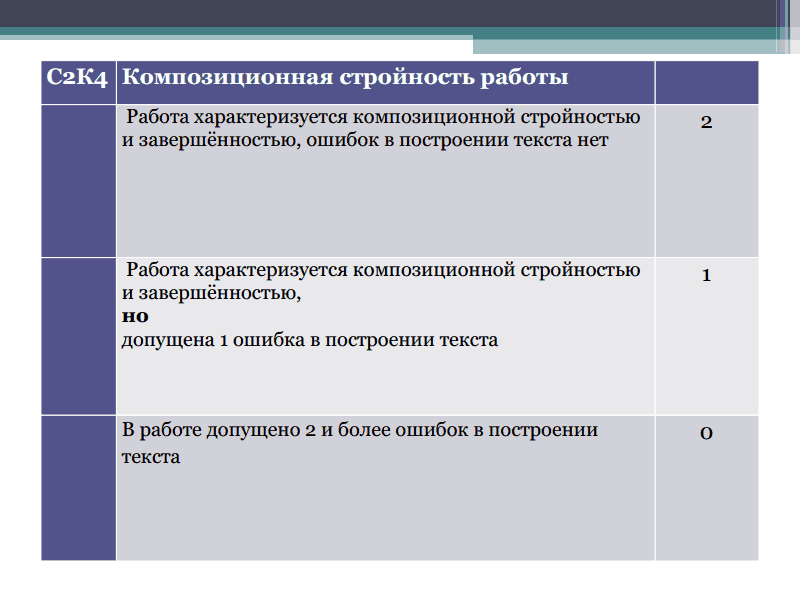 С2К4 Композиционная стройность работы
Работа характеризуется композиционной стройностью
и завершённостью, ошибок в построении текста нет
2
Работа характеризуется композиционной стройностью
и завершённостью,
но
допущена 1 ошибка в построении текста
1
В работе допущено 2 и более ошибок в построении
текста
0